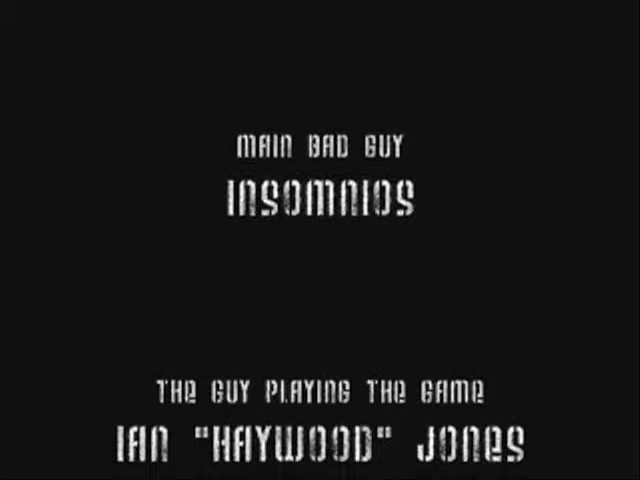 MAIN BAD GUY
INSOMNIOS
THE GUY PLAYING THE GAME
IAN "HAYWOOD" JONES